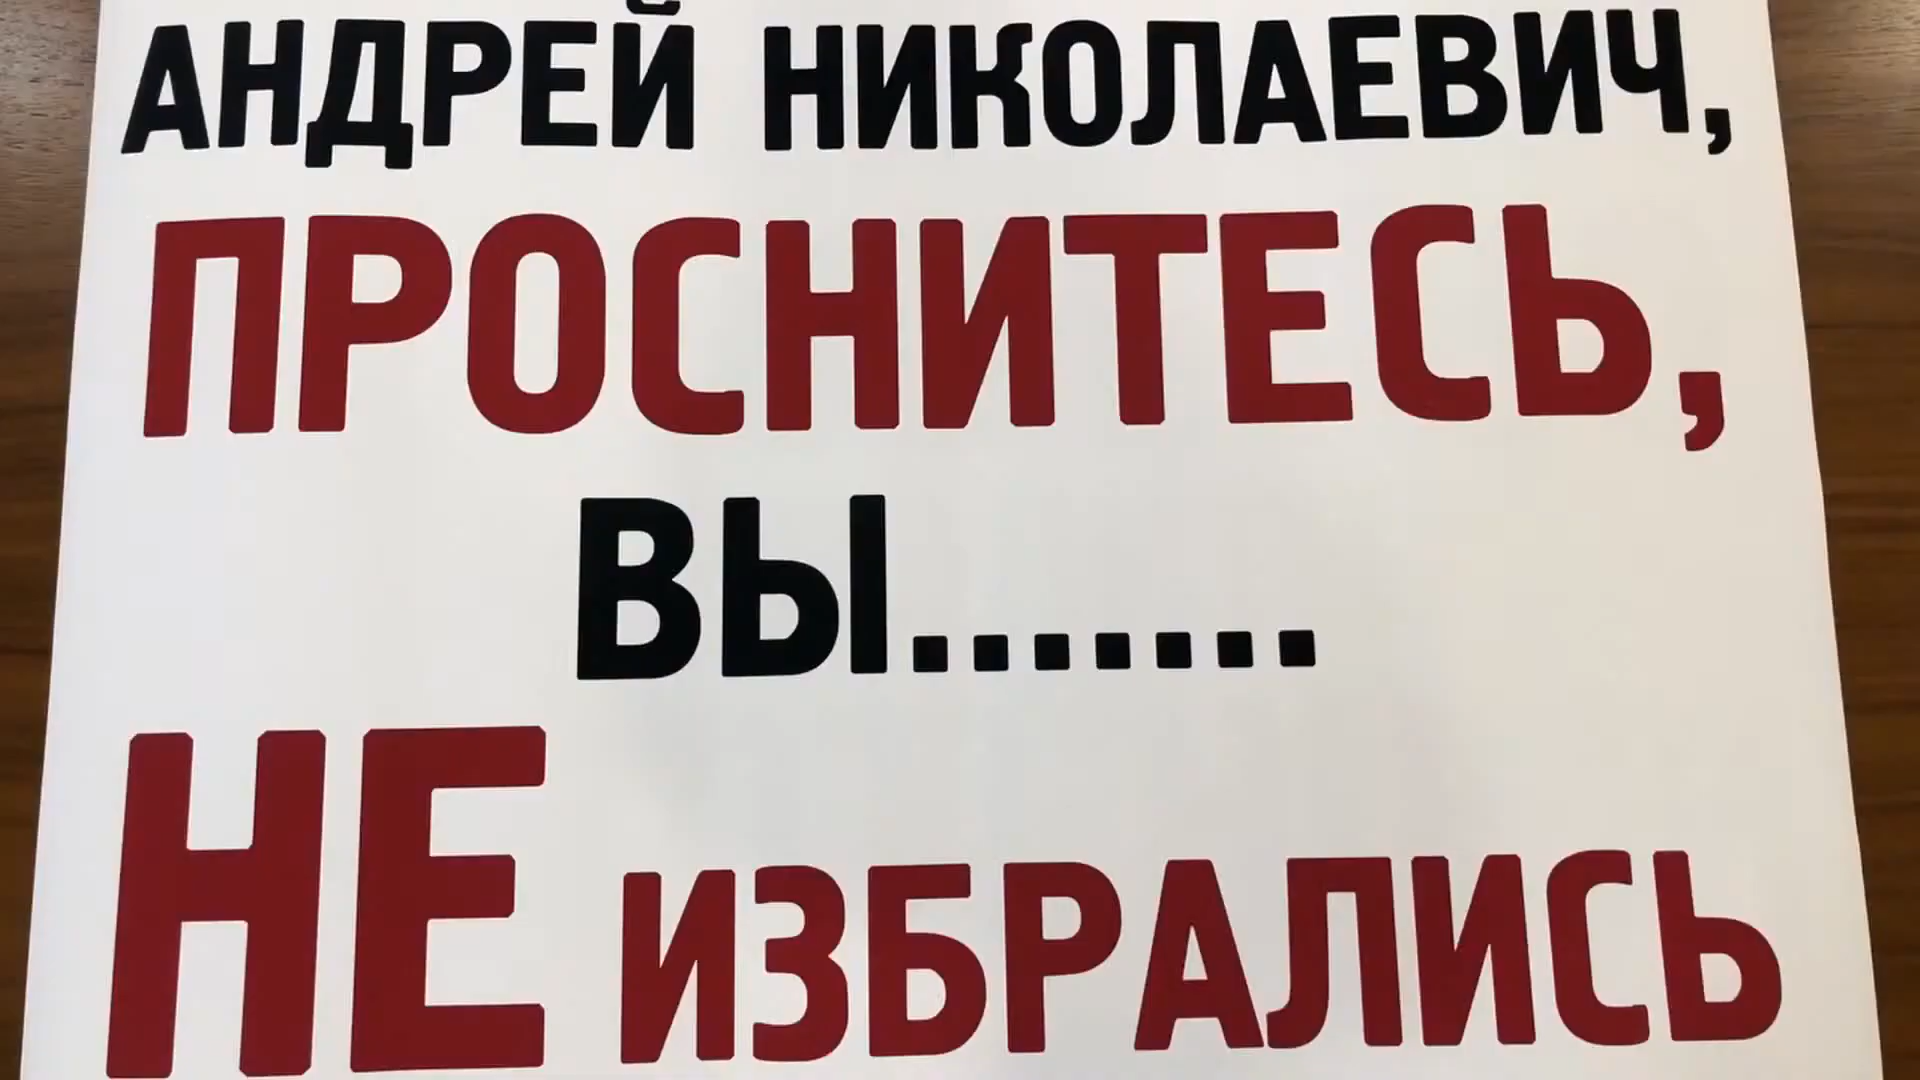 АНДРЕЙ НИКОЛАЕВИЧ,
ПРОСНИТЕСЬ,
ВЫ.......
НЕ ИЗБРАЛИСЬ